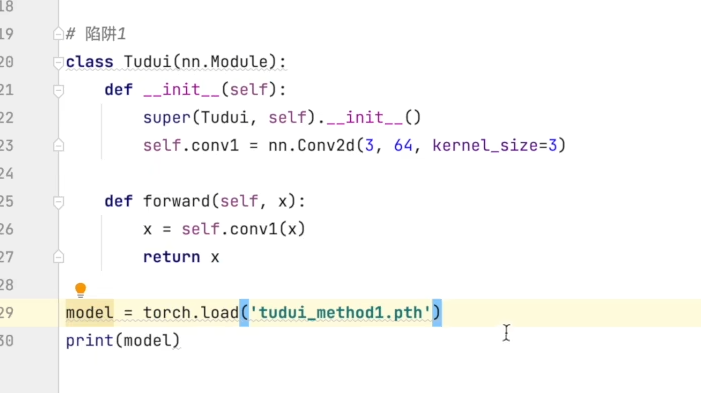 18
19 # 陷阱1
20 class Tudui(nn.Module):
21 def __init__(self):
22 super(Tudui, self).__init__()
23 self.conv1 = nn.Conv2d(3, 64, kernel_size=3)
24
25 def forward(self, x):
26 x = self.conv1(x)
27 return x
28
29 model = torch.load('tudui_method1.pth')
30 print(model)